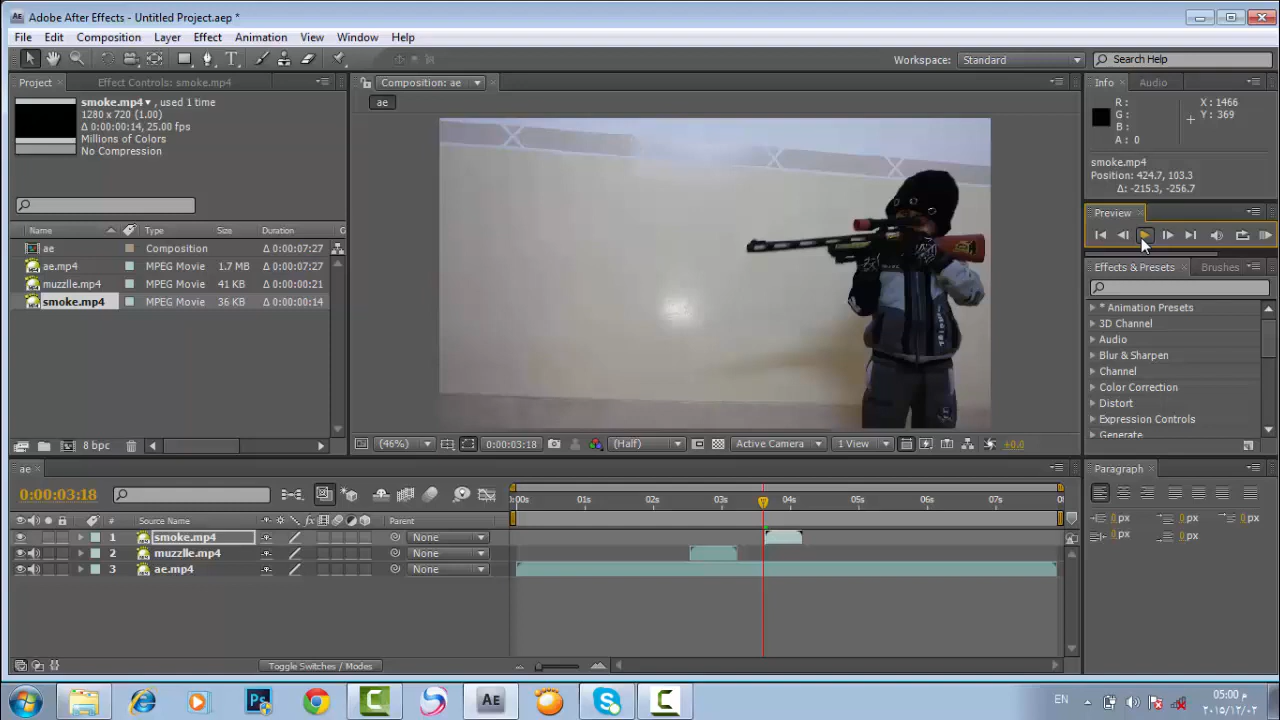 Adobe After Effects - Untitled Project.aep *
File Edit Composition Layer Effect Animation View Window Help
Workspace: Standard Search Help
Project Effect Controls: smoke.mp4
smoke.mp4 , used 1 time
1280 x 720 (1.00)
Δ 0:00:00:14, 25.00 fps
Millions of Colors
No Compression
Name Type Size Duration
ae Composition Δ 0:00:07:27
ae.mp4 MPEG Movie 1.7 MB Δ 0:00:07:27
muzzlle.mp4 MPEG Movie 41 KB Δ 0:00:00:21
smoke.mp4 MPEG Movie 36 KB Δ 0:00:00:14
8 bpc
Composition: ae
ae
(46%) 0:00:03:18 (Half) Active Camera 1 View +0.0
Info Audio
R :
G :
B :
A : 0
X : 1466
Y : 369
smoke.mp4
Position: 424.7, 103.3
Δ: -215.3, -256.7
Preview
Effects & Presets Brushes
* Animation Presets
3D Channel
Audio
Blur & Sharpen
Channel
Color Correction
Distort
Expression Controls
Generate
ae
0:00:03:18
0:00s 01s 02s 03s 04s 05s 06s 07s
# Source Name fx Parent
1 smoke.mp4 None
2 muzzlle.mp4 None
3 ae.mp4 None
Toggle Switches / Modes
Paragraph
0 px 0 px 0 px
0 px 0 px
Ps AE
EN
05:00 م
٢٠١٥/١٢/٠٢